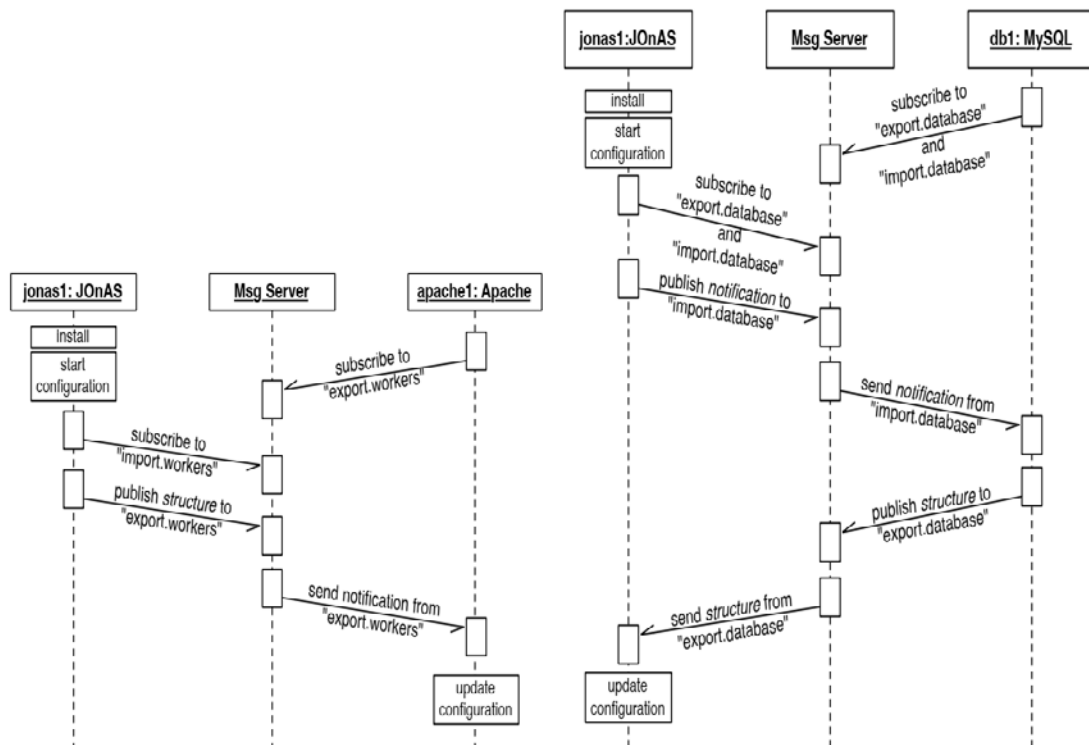 jonas1: JOnAS
Msg Server
apache1: Apache
Install
start
configuration
subscribe to
"export.workers"
subscribe to
"import.workers"
publish structure to
"export.workers"
send notification from
"export.workers"
update
configuration
jonas1:JOnAS
Msg Server
db1: MySQL
install
start
configuration
subscribe to
"export.database"
and
"import.database"
subscribe to
"export.database"
and
"import.database"
publish notification to
"import.database"
send notification from
"import.database"
publish structure to
"export.database"
send structure from
"export.database"
update
configuration